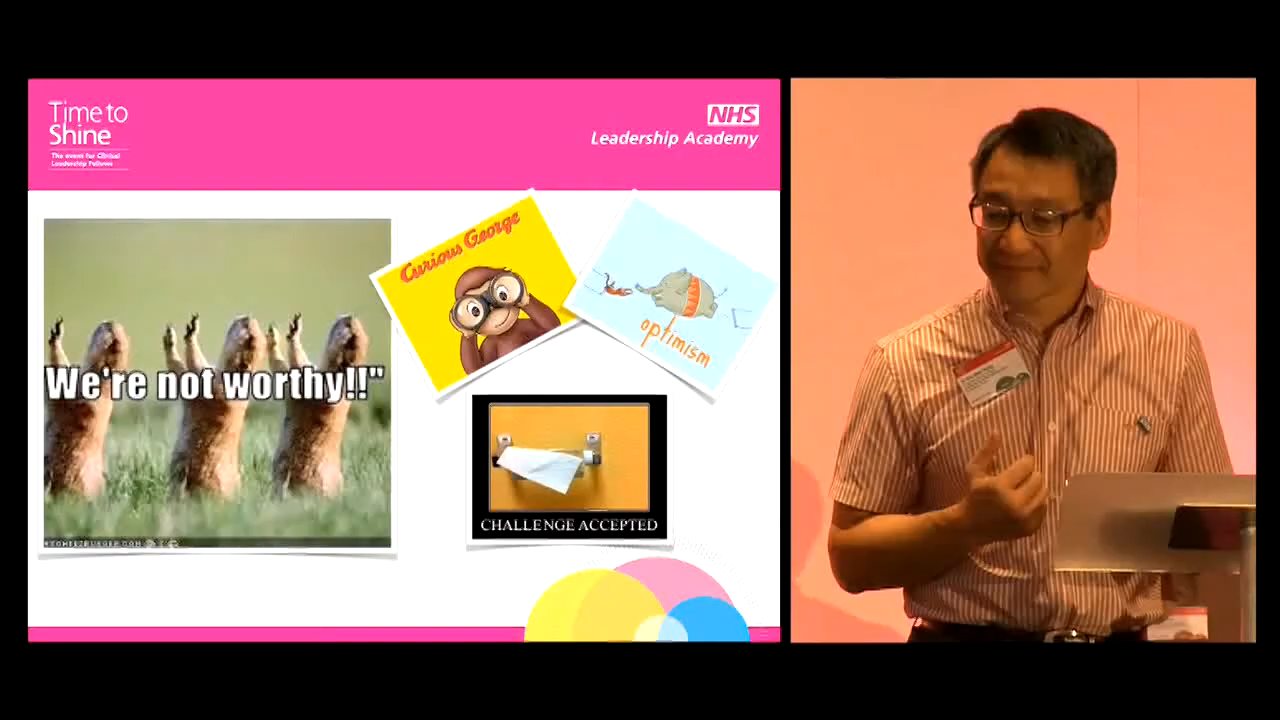 Time to
Shine
The event for Clinical
Leadership Fellows
NHS
Leadership Academy
We're not worthy!!"
Curious George
optimism
CHALLENGE ACCEPTED